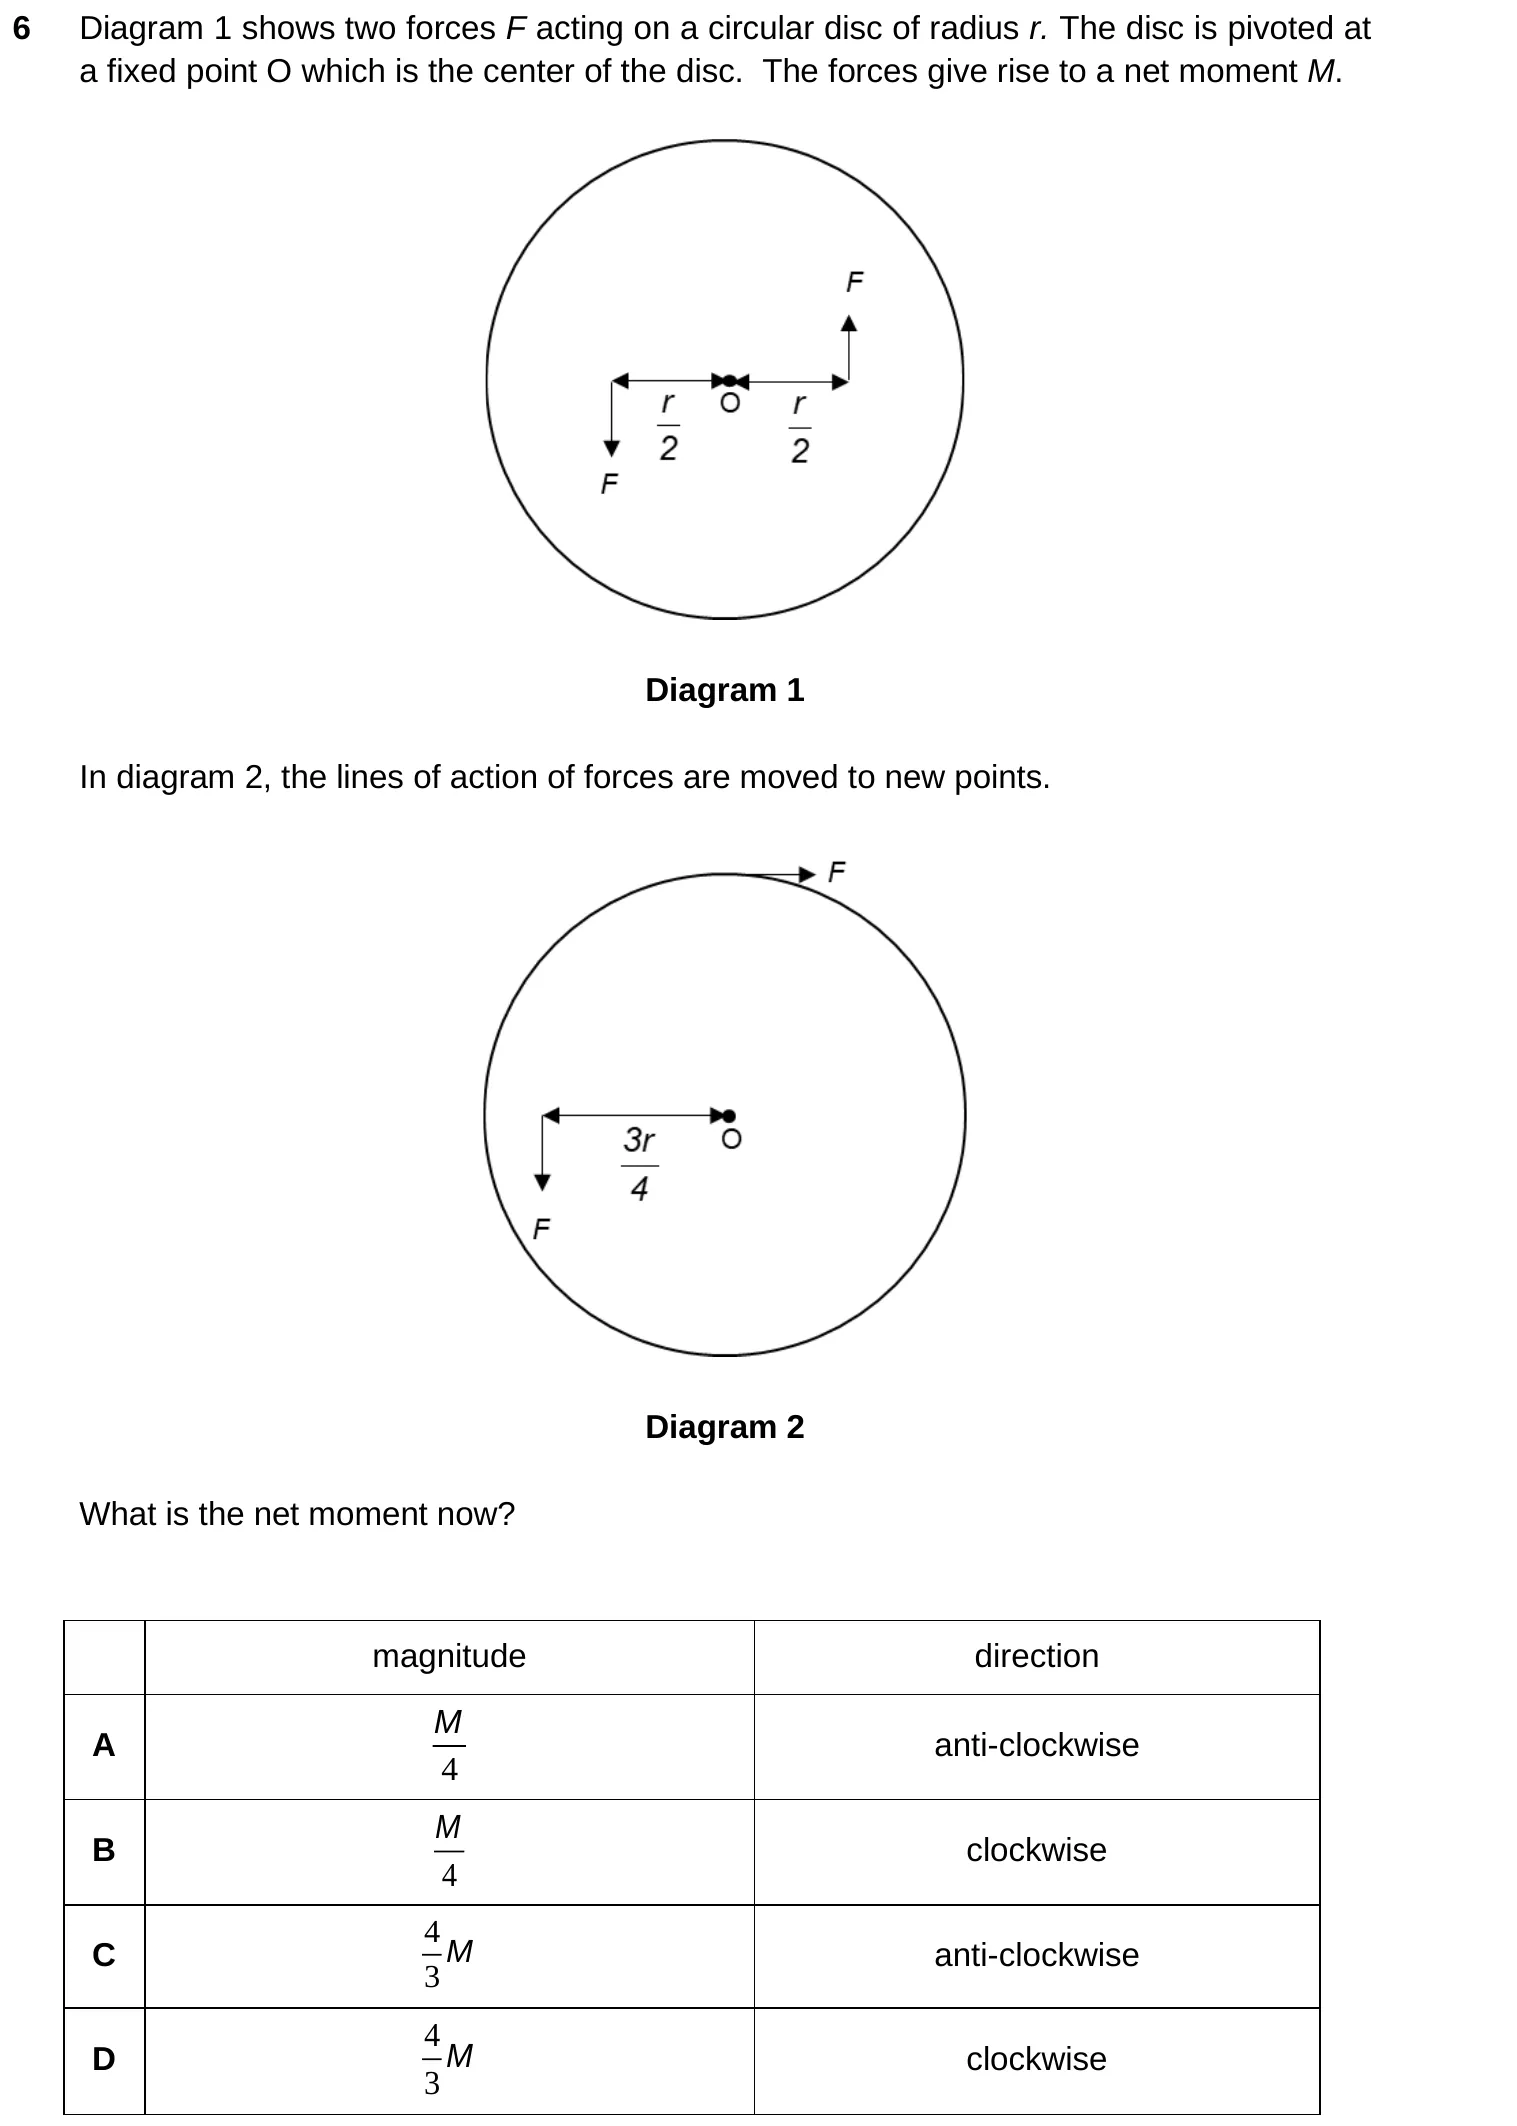 6 Diagram 1 shows two forces F acting on a circular disc of radius r. The disc is pivoted at
a fixed point O which is the center of the disc. The forces give rise to a net moment M.
F
r/2 O r/2
F
Diagram 1
In diagram 2, the lines of action of forces are moved to new points.
F
O
3r/4
F
Diagram 2
What is the net moment now?
magnitude direction
A M/4 anti-clockwise
B M/4 clockwise
C 4/3 M anti-clockwise
D 4/3 M clockwise